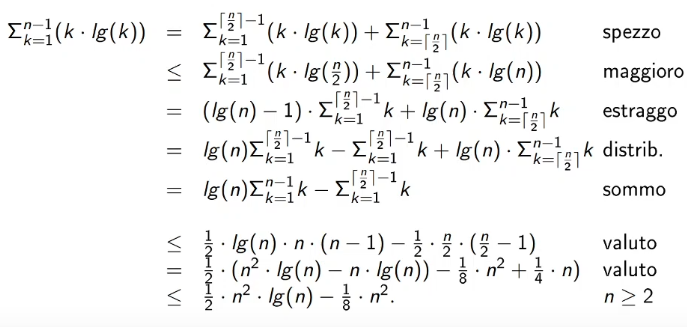 Σ_{k=1}^{n-1}(k · lg(k)) = Σ_{k=1}^{⌈n/2⌉-1}(k · lg(k)) + Σ_{k=⌈n/2⌉}^{n-1}(k · lg(k)) spezzo
≤ Σ_{k=1}^{⌈n/2⌉-1}(k · lg(n/2)) + Σ_{k=⌈n/2⌉}^{n-1}(k · lg(n)) maggioro
= (lg(n) − 1) · Σ_{k=1}^{⌈n/2⌉-1} k + lg(n) · Σ_{k=⌈n/2⌉}^{n-1} k estraggo
= lg(n)Σ_{k=1}^{⌈n/2⌉-1} k − Σ_{k=1}^{⌈n/2⌉-1} k + lg(n) · Σ_{k=⌈n/2⌉}^{n-1} k distrib.
= lg(n)Σ_{k=1}^{n-1} k − Σ_{k=1}^{⌈n/2⌉-1} k sommo
≤ 1/2 · lg(n) · n · (n − 1) − 1/2 · n/2 · (n/2 − 1) valuto
= 1/2 · (n² · lg(n) − n · lg(n)) − 1/8 · n² + 1/4 · n) valuto
≤ 1/2 · n² · lg(n) − 1/8 · n². n ≥ 2